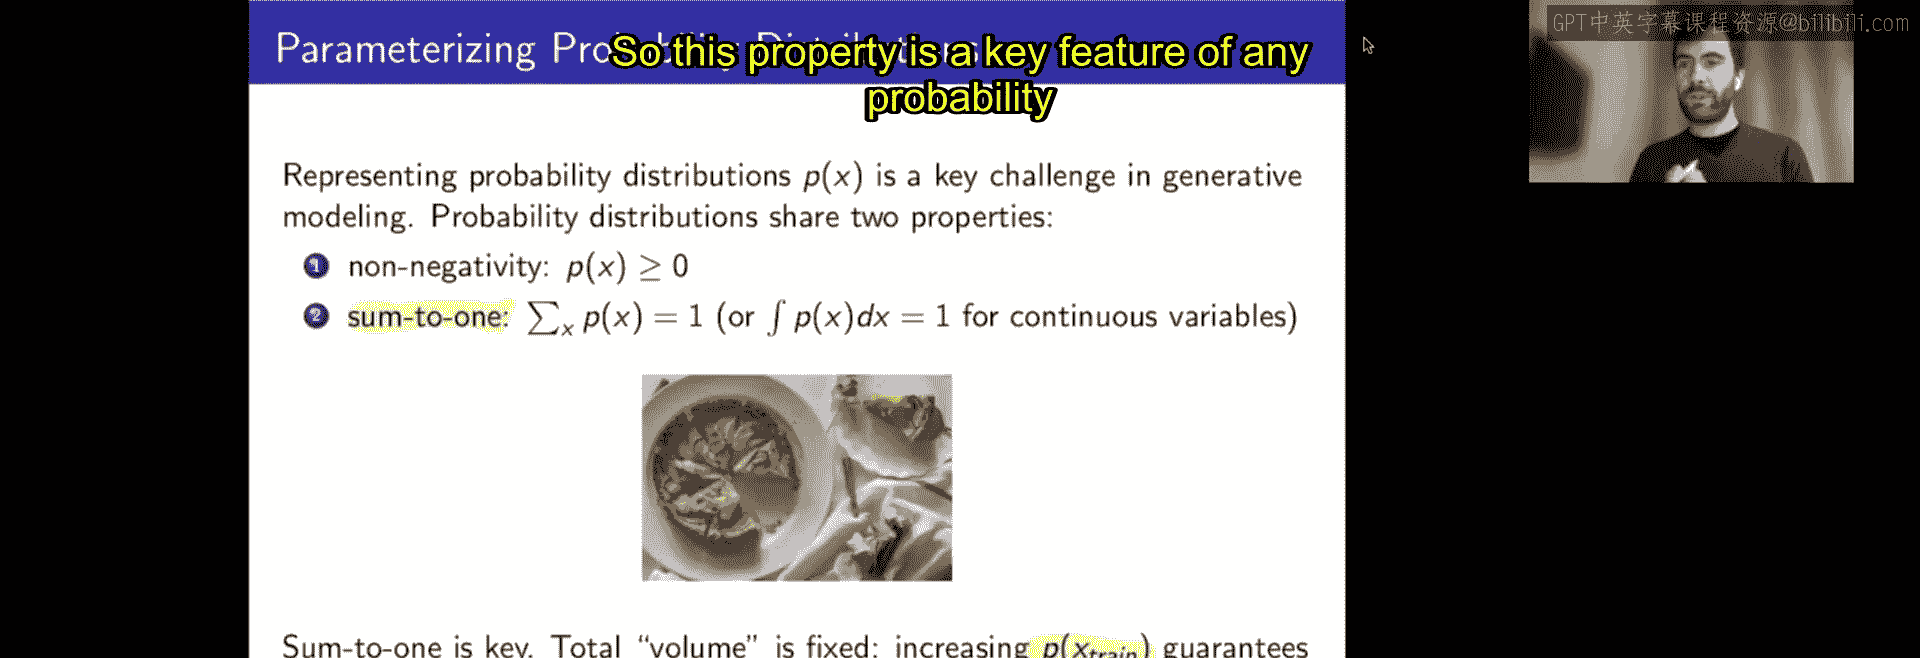 GPT中英字幕课程资源@bilibili.com
Parameterizing Pro
So this property is a key feature of any
probability
Representing probability distributions p(x) is a key challenge in generative
modeling. Probability distributions share two properties:
1 non-negativity: p(x) ≥ 0
2 sum-to-one: ∑ₓ p(x) = 1 (or ∫ p(x)dx = 1 for continuous variables)
Sum-to-one is key. Total “volume” is fixed: increasing p(x_train) guarantees